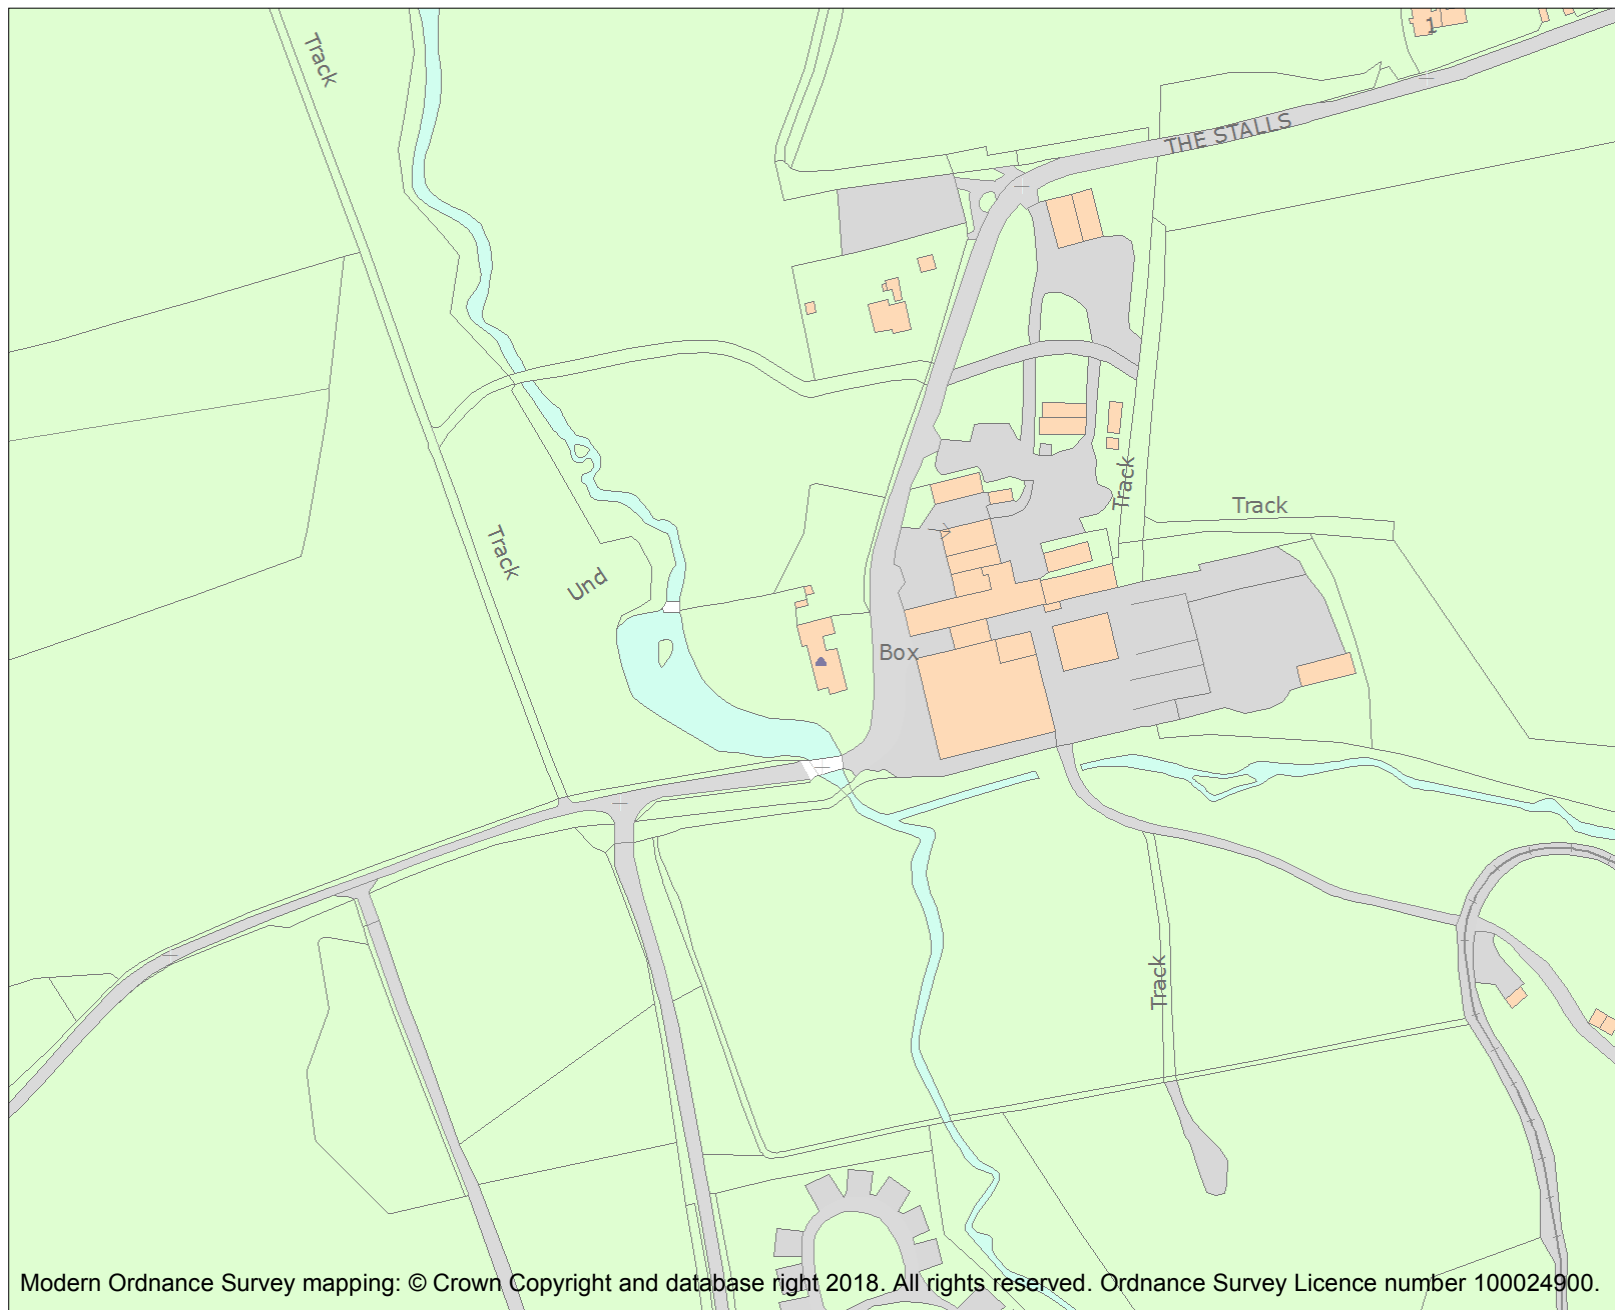 1
Track
THE STALLS
Track
Track
Track
Und
Box
Track
Modern Ordnance Survey mapping: © Crown Copyright and database right 2018. All rights reserved. Ordnance Survey Licence number 100024900.